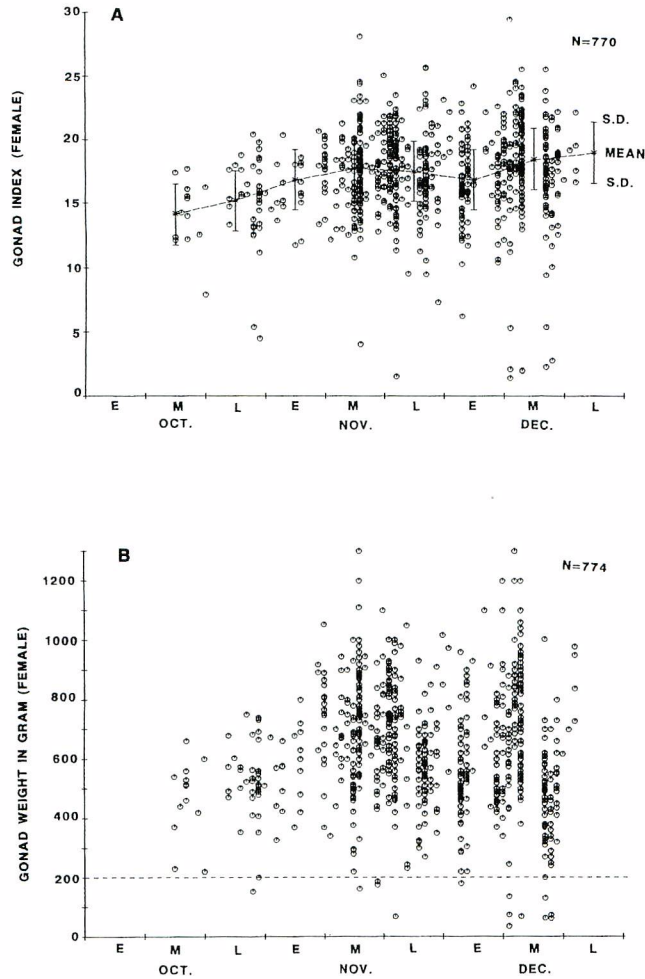 A
N=770
30
25
20
15
10
5
0
GONAD INDEX (FEMALE)
S.D.
MEAN
S.D.
E M L E M L E M L
OCT. NOV. DEC.
B
N=774
1200
1000
800
600
400
200
0
GONAD WEIGHT IN GRAM (FEMALE)
E M L E M L E M L
OCT. NOV. DEC.